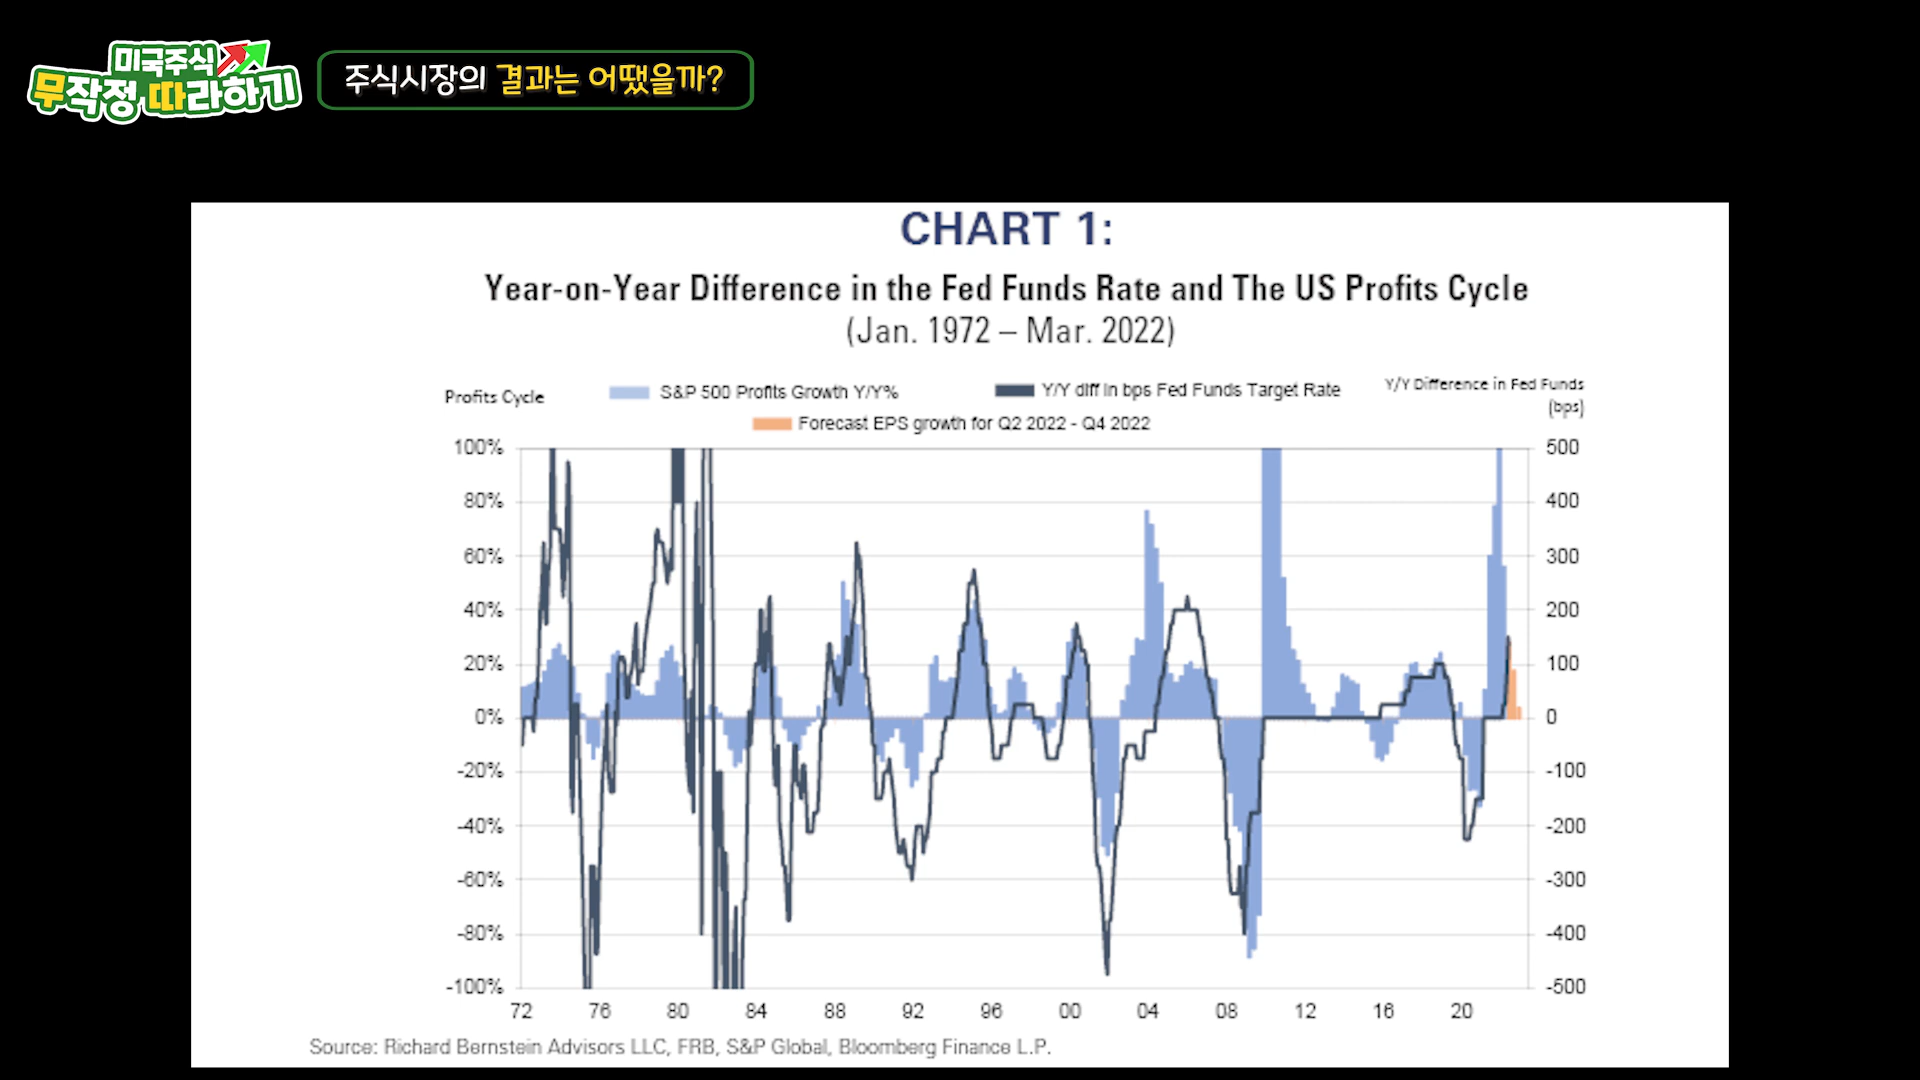 미국주식
무작정 따라하기
주식시장의 결과는 어땠을까?
CHART 1:
Year-on-Year Difference in the Fed Funds Rate and The US Profits Cycle
(Jan. 1972 – Mar. 2022)
Profits Cycle
S&P 500 Profits Growth Y/Y%
Y/Y diff in bps Fed Funds Target Rate
Y/Y Difference in Fed Funds
(bps)
Forecast EPS growth for Q2 2022 - Q4 2022
100% 500
80% 400
60% 300
40% 200
20% 100
0% 0
-20% -100
-40% -200
-60% -300
-80% -400
-100% -500
72 76 80 84 88 92 96 00 04 08 12 16 20
Source: Richard Bernstein Advisors LLC, FRB, S&P Global, Bloomberg Finance L.P.